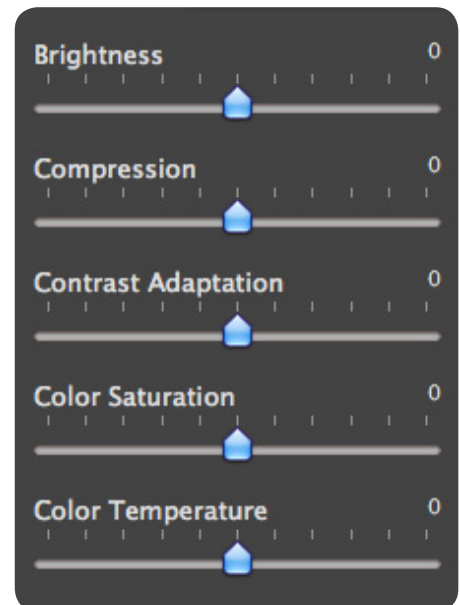 Brightness 0
Compression 0
Contrast Adaptation 0
Color Saturation 0
Color Temperature 0